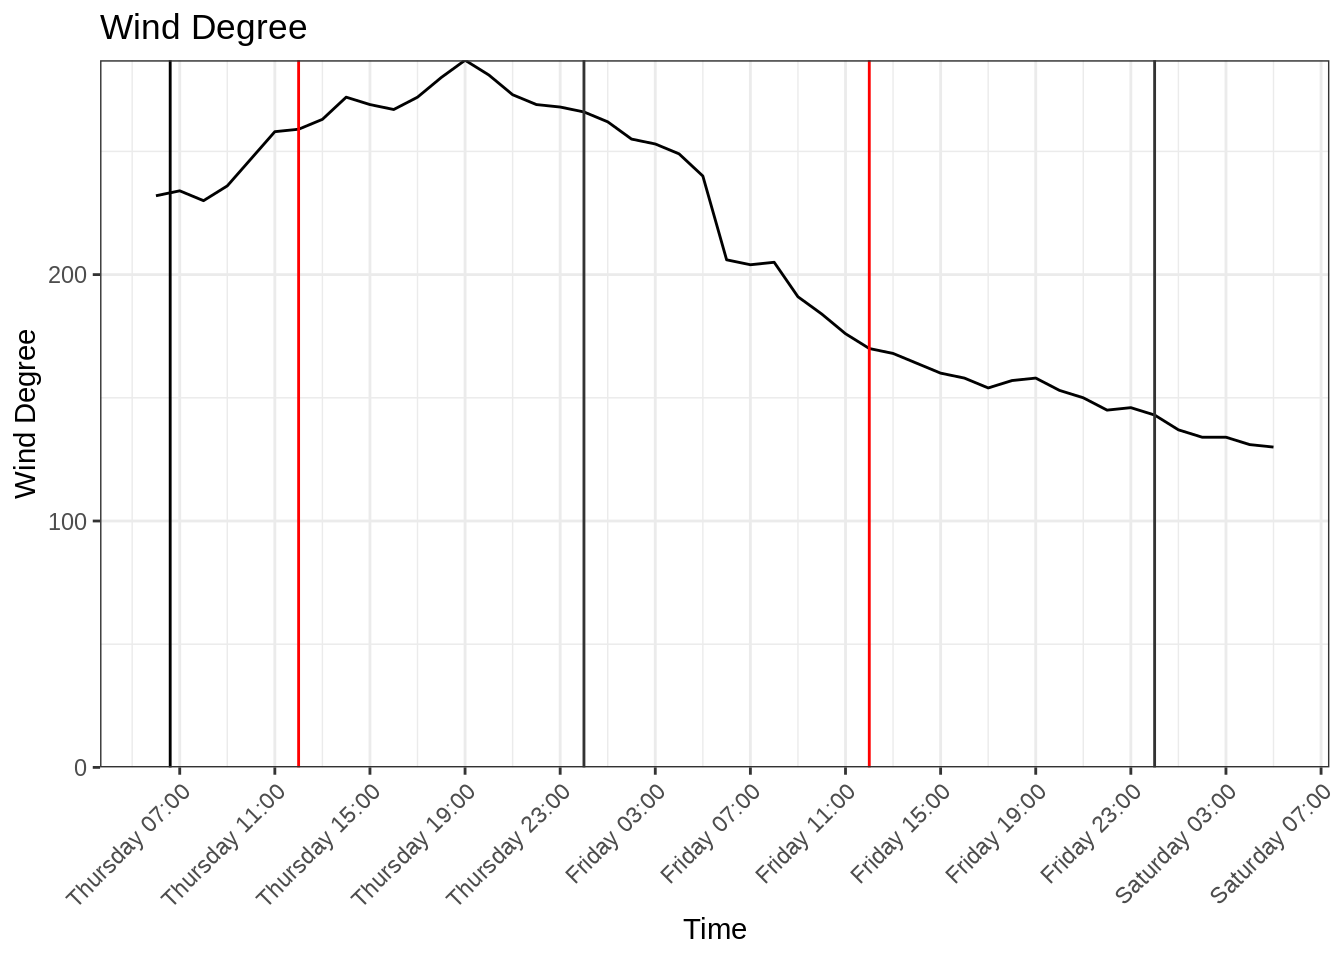 Wind Degree
Wind Degree
200
100
0
Thursday 07:00
Thursday 11:00
Thursday 15:00
Thursday 19:00
Thursday 23:00
Friday 03:00
Friday 07:00
Friday 11:00
Friday 15:00
Friday 19:00
Friday 23:00
Saturday 03:00
Saturday 07:00
Time